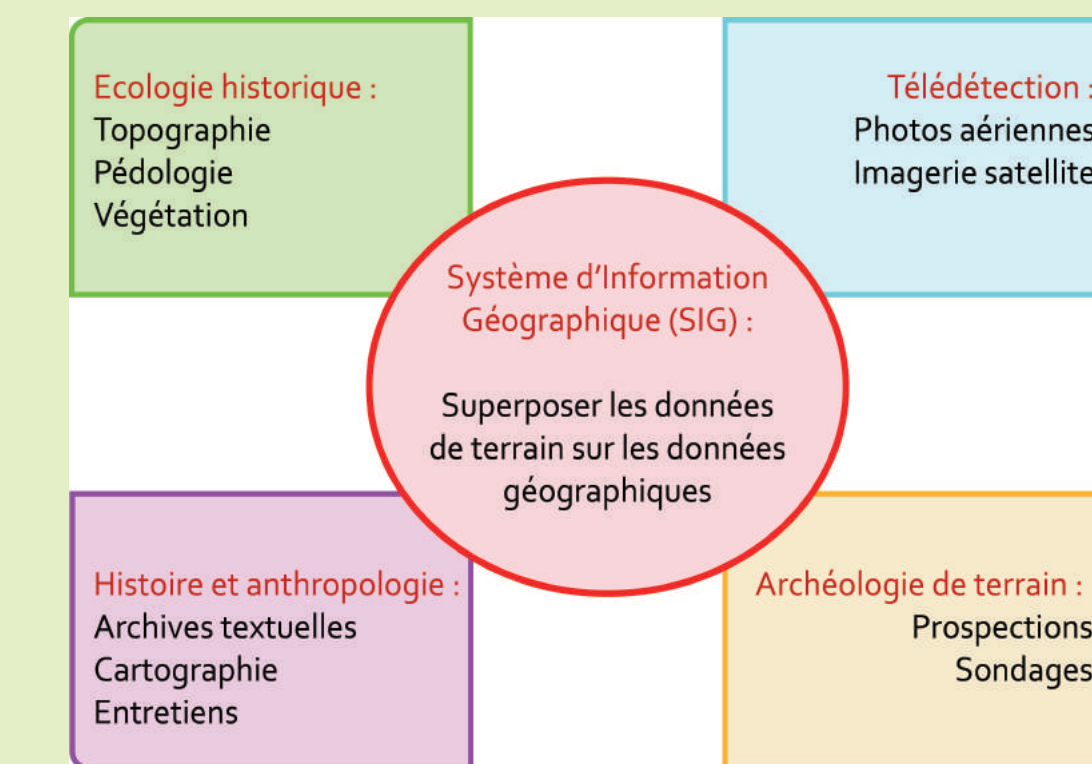 Ecologie historique :
Topographie
Pédologie
Végétation
Télédétection :
Photos aériennes
Imagerie satellite
Système d'Information
Géographique (SIG) :
Superposer les données
de terrain sur les données
géographiques
Histoire et anthropologie :
Archives textuelles
Cartographie
Entretiens
Archéologie de terrain :
Prospections
Sondages